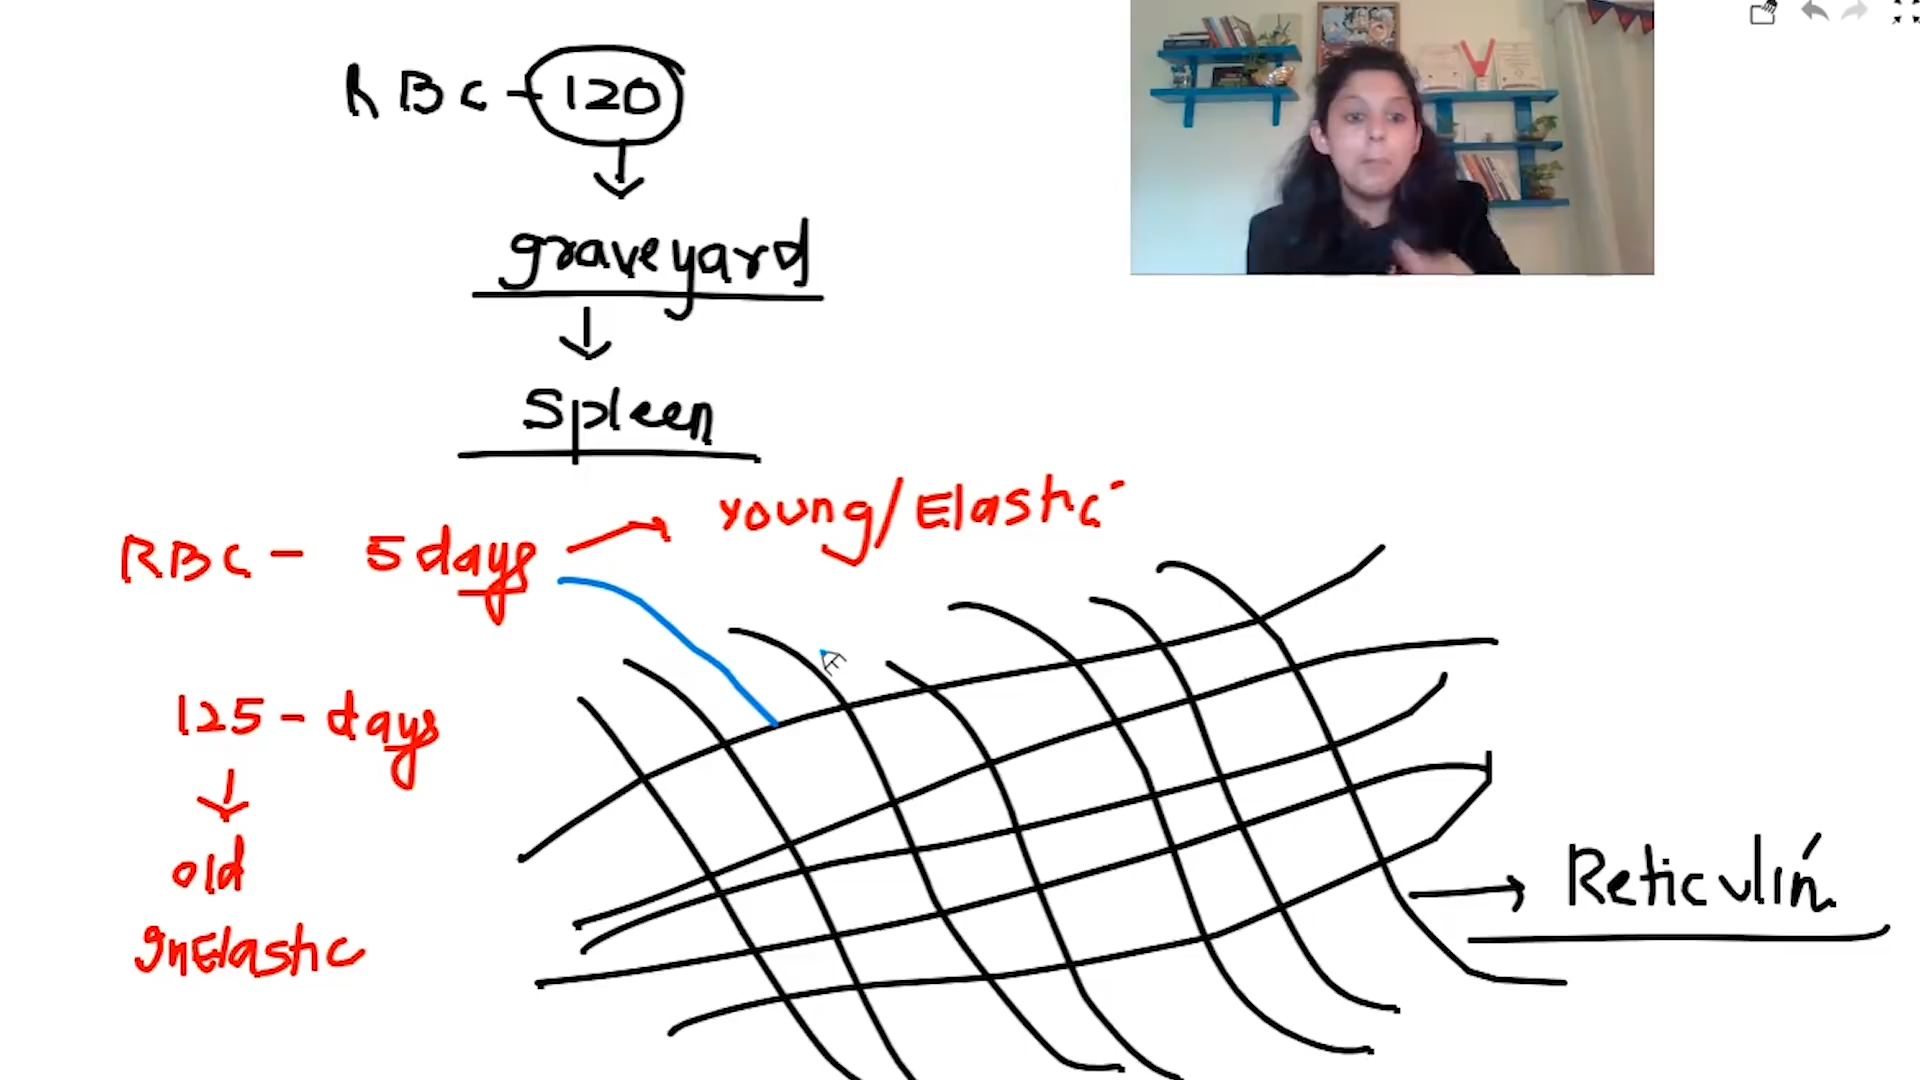 RBC - 120
graveyard
Spleen
RBC - 5 days → young/Elastic
125 - days
old
InElastic
Reticulin